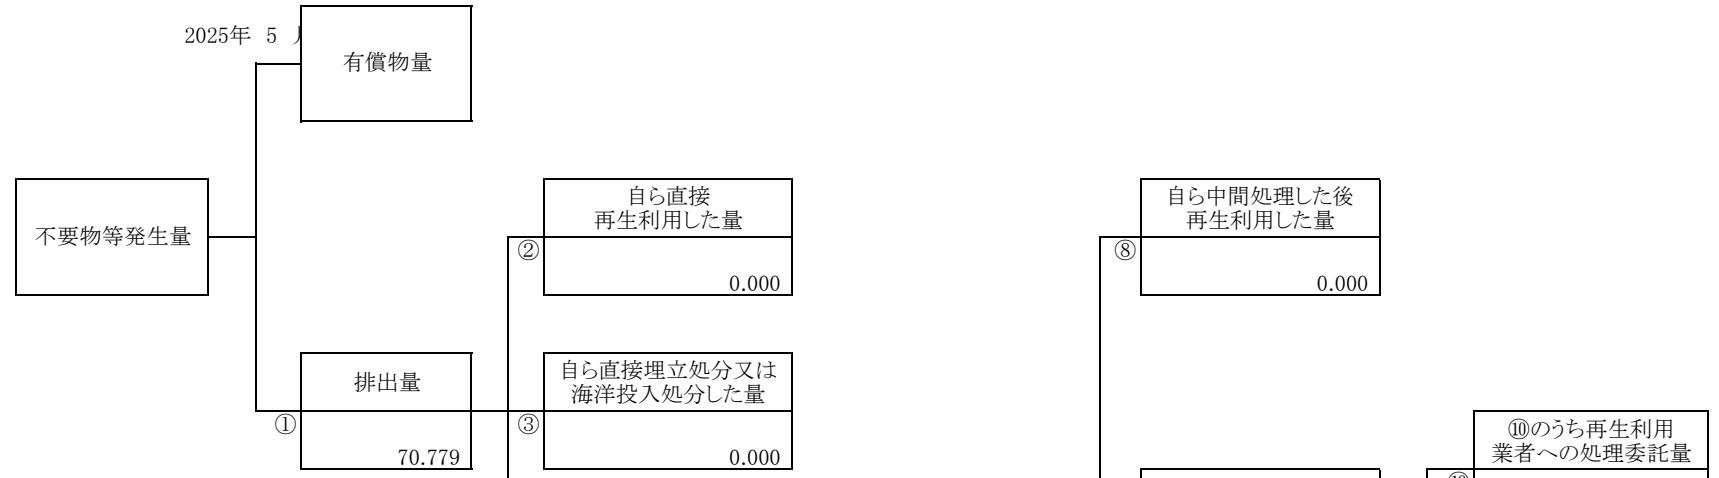 2025年 5
有償物量
不要物等発生量
自ら直接
再生利用した量
②
0.000
自ら中間処理した後
再生利用した量
⑧
0.000
排出量
①
70.779
自ら直接埋立処分又は
海洋投入処分した量
③
0.000
⑩のうち再生利用
業者への処理委託量